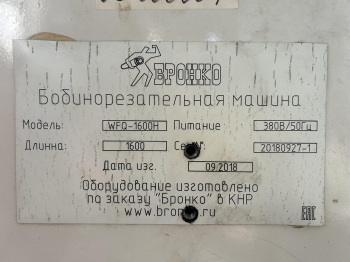 БРОНКО
Бобинорезательная машина
Модель: WFQ-1600H Питание 380В/50Гц
Длинна: 1600 20180927-1
Дата изг. 09.2018
Оборудование изготовлено
по заказу "Бронко" в КНР
ЕАС